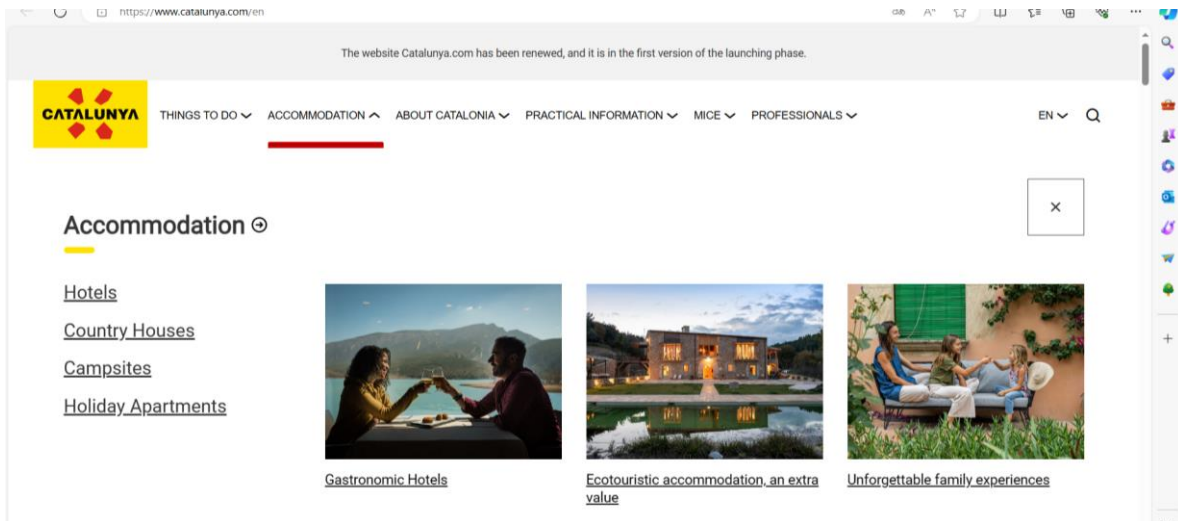 https://www.catalunya.com/en
The website Catalunya.com has been renewed, and it is in the first version of the launching phase.
CATALUNYA
THINGS TO DO
ACCOMMODATION
ABOUT CATALONIA
PRACTICAL INFORMATION
MICE
PROFESSIONALS
EN
Accommodation
Hotels
Country Houses
Campsites
Holiday Apartments
Gastronomic Hotels
Ecotouristic accommodation, an extra
value
Unforgettable family experiences